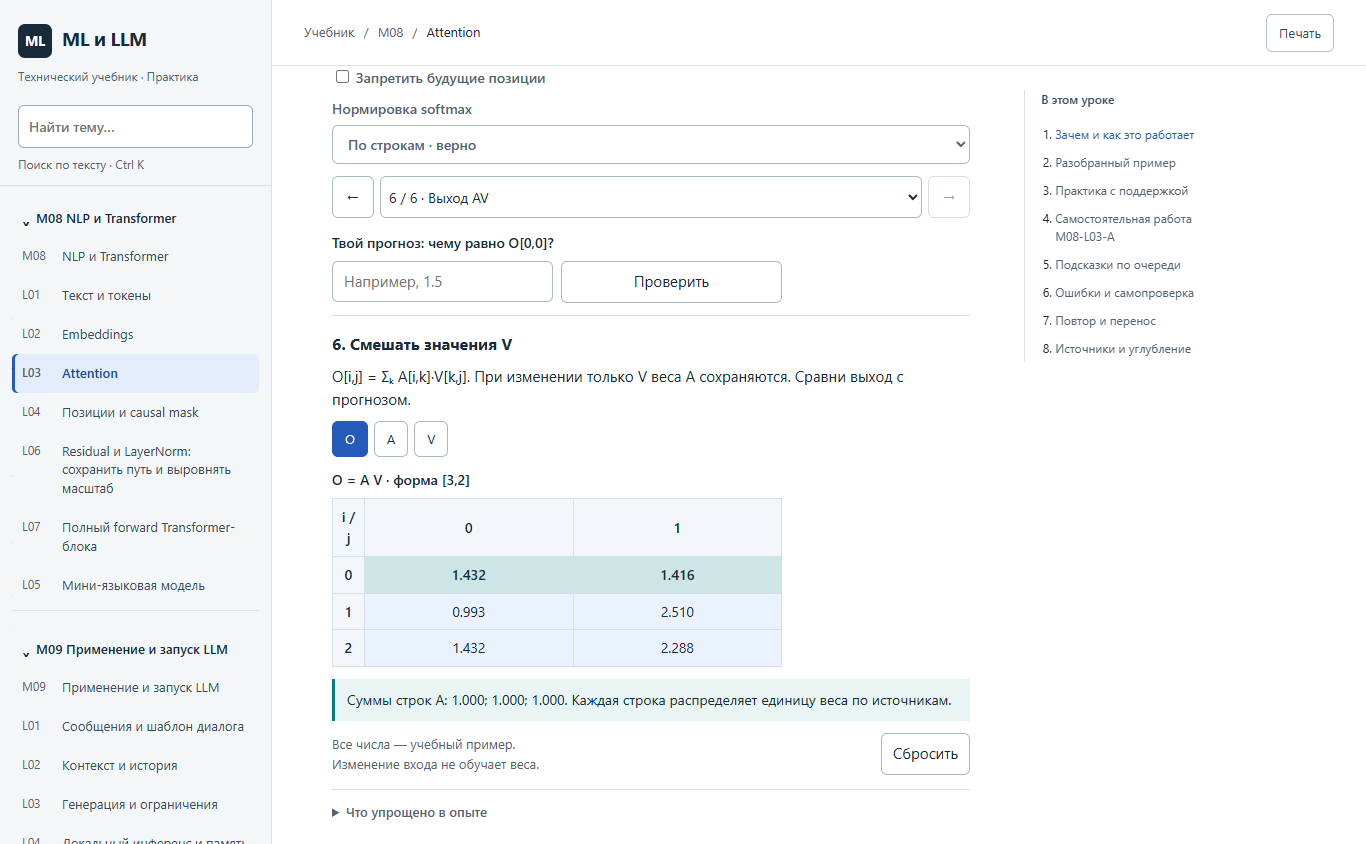 ML ML и LLM
Технический учебник · Практика
Найти тему...
Поиск по тексту · Ctrl K
M08 NLP и Transformer
M08 NLP и Transformer
L01 Текст и токены
L02 Embeddings
L03 Attention
L04 Позиции и causal mask
L06 Residual и LayerNorm:
сохранить путь и выровнять
масштаб
L07 Полный forward Transformer-
блока
L05 Мини-языковая модель
M09 Применение и запуск LLM
M09 Применение и запуск LLM
L01 Сообщения и шаблон диалога
L02 Контекст и история
L03 Генерация и ограничения
L04 Локальный инференс и память
Учебник / M08 / Attention
Печать
Запретить будущие позиции
Нормировка softmax
По строкам · верно
← 6 / 6 · Выход AV →
Твой прогноз: чему равно O[0,0]?
Например, 1.5 Проверить
6. Смешать значения V
O[i,j] = Σₖ A[i,k]·V[k,j]. При изменении только V веса A сохраняются. Сравни выход с
прогнозом.
O A V
O = A V · форма [3,2]
i / j 0 1
0 1.432 1.416
1 0.993 2.510
2 1.432 2.288
Суммы строк A: 1.000; 1.000; 1.000. Каждая строка распределяет единицу веса по источникам.
Все числа — учебный пример.
Изменение входа не обучает веса.
Сбросить
Что упрощено в опыте
В этом уроке
1. Зачем и как это работает
2. Разобранный пример
3. Практика с поддержкой
4. Самостоятельная работа
M08-L03-A
5. Подсказки по очереди
6. Ошибки и самопроверка
7. Повтор и перенос
8. Источники и углубление